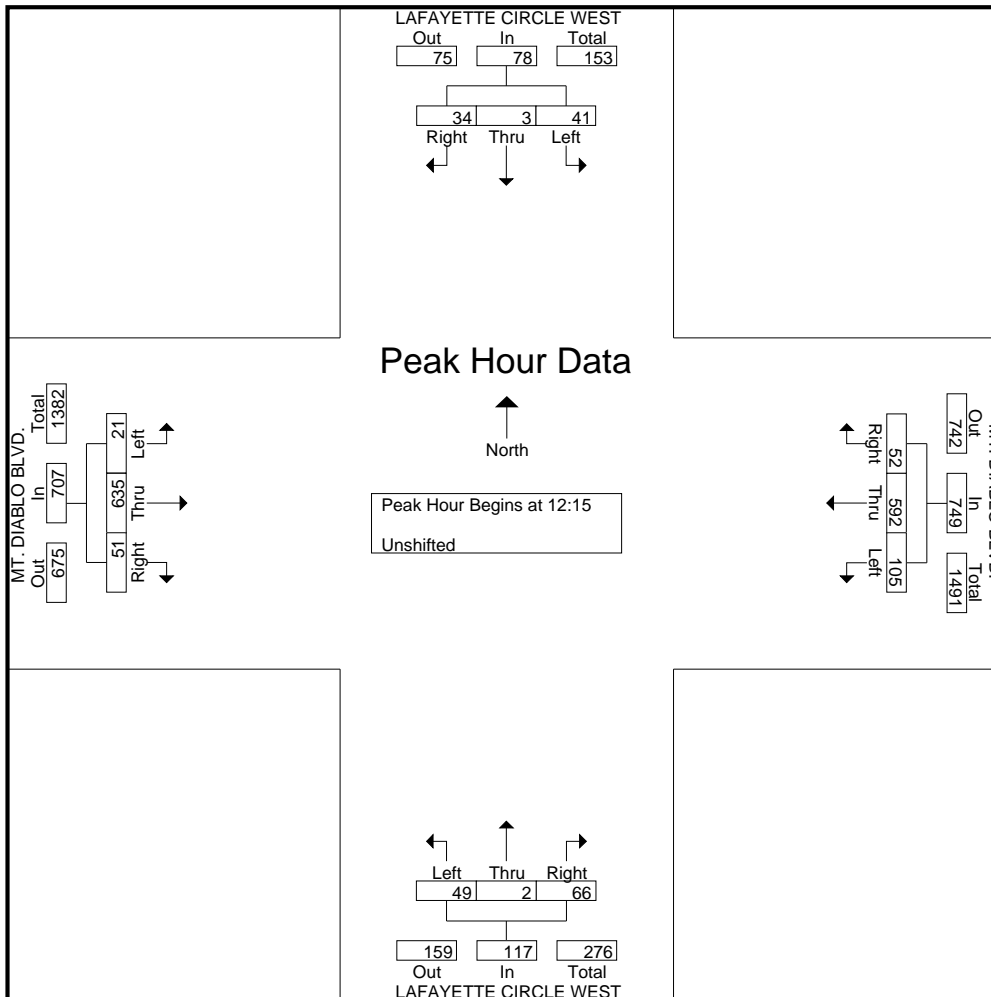 LAFAYETTE CIRCLE WEST
Out In Total
75 78 153
34 3 41
Right Thru Left
Peak Hour Data
North
Peak Hour Begins at 12:15
Unshifted
MT. DIABLO BLVD.
Out In Total
675 707 1382
51 635 21
Right Thru Left
Out In Total
742 749 1491
52 592 105
Right Thru Left
Left Thru Right
49 2 66
159 117 276
Out In Total
LAFAYETTE CIRCLE WEST